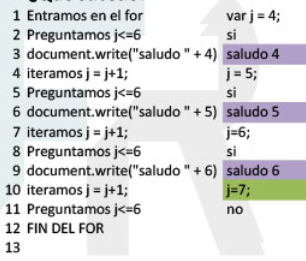 1 Entramos en el for var j = 4;
2 Preguntamos j<=6 si
3 document.write("saludo " + 4) saludo 4
4 iteramos j = j+1; j = 5;
5 Preguntamos j<=6 si
6 document.write("saludo " + 5) saludo 5
7 iteramos j = j+1; j=6;
8 Preguntamos j<=6 si
9 document.write("saludo " + 6) saludo 6
10 iteramos j = j+1; j=7;
11 Preguntamos j<=6 no
12 FIN DEL FOR
13